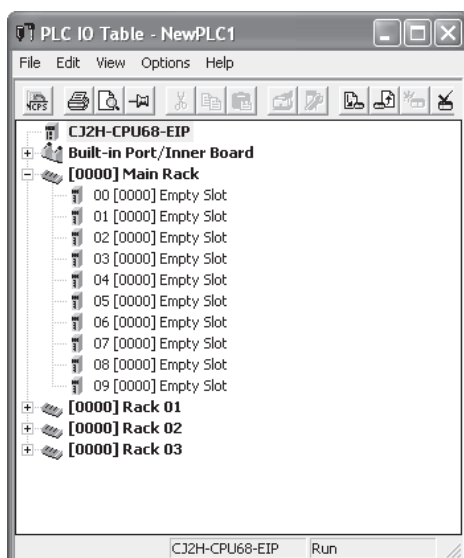 PLC IO Table - NewPLC1
File Edit View Options Help
NCPS
CJ2H-CPU68-EIP
Built-in Port/Inner Board
[0000] Main Rack
00 [0000] Empty Slot
01 [0000] Empty Slot
02 [0000] Empty Slot
03 [0000] Empty Slot
04 [0000] Empty Slot
05 [0000] Empty Slot
06 [0000] Empty Slot
07 [0000] Empty Slot
08 [0000] Empty Slot
09 [0000] Empty Slot
[0000] Rack 01
[0000] Rack 02
[0000] Rack 03
CJ2H-CPU68-EIP Run